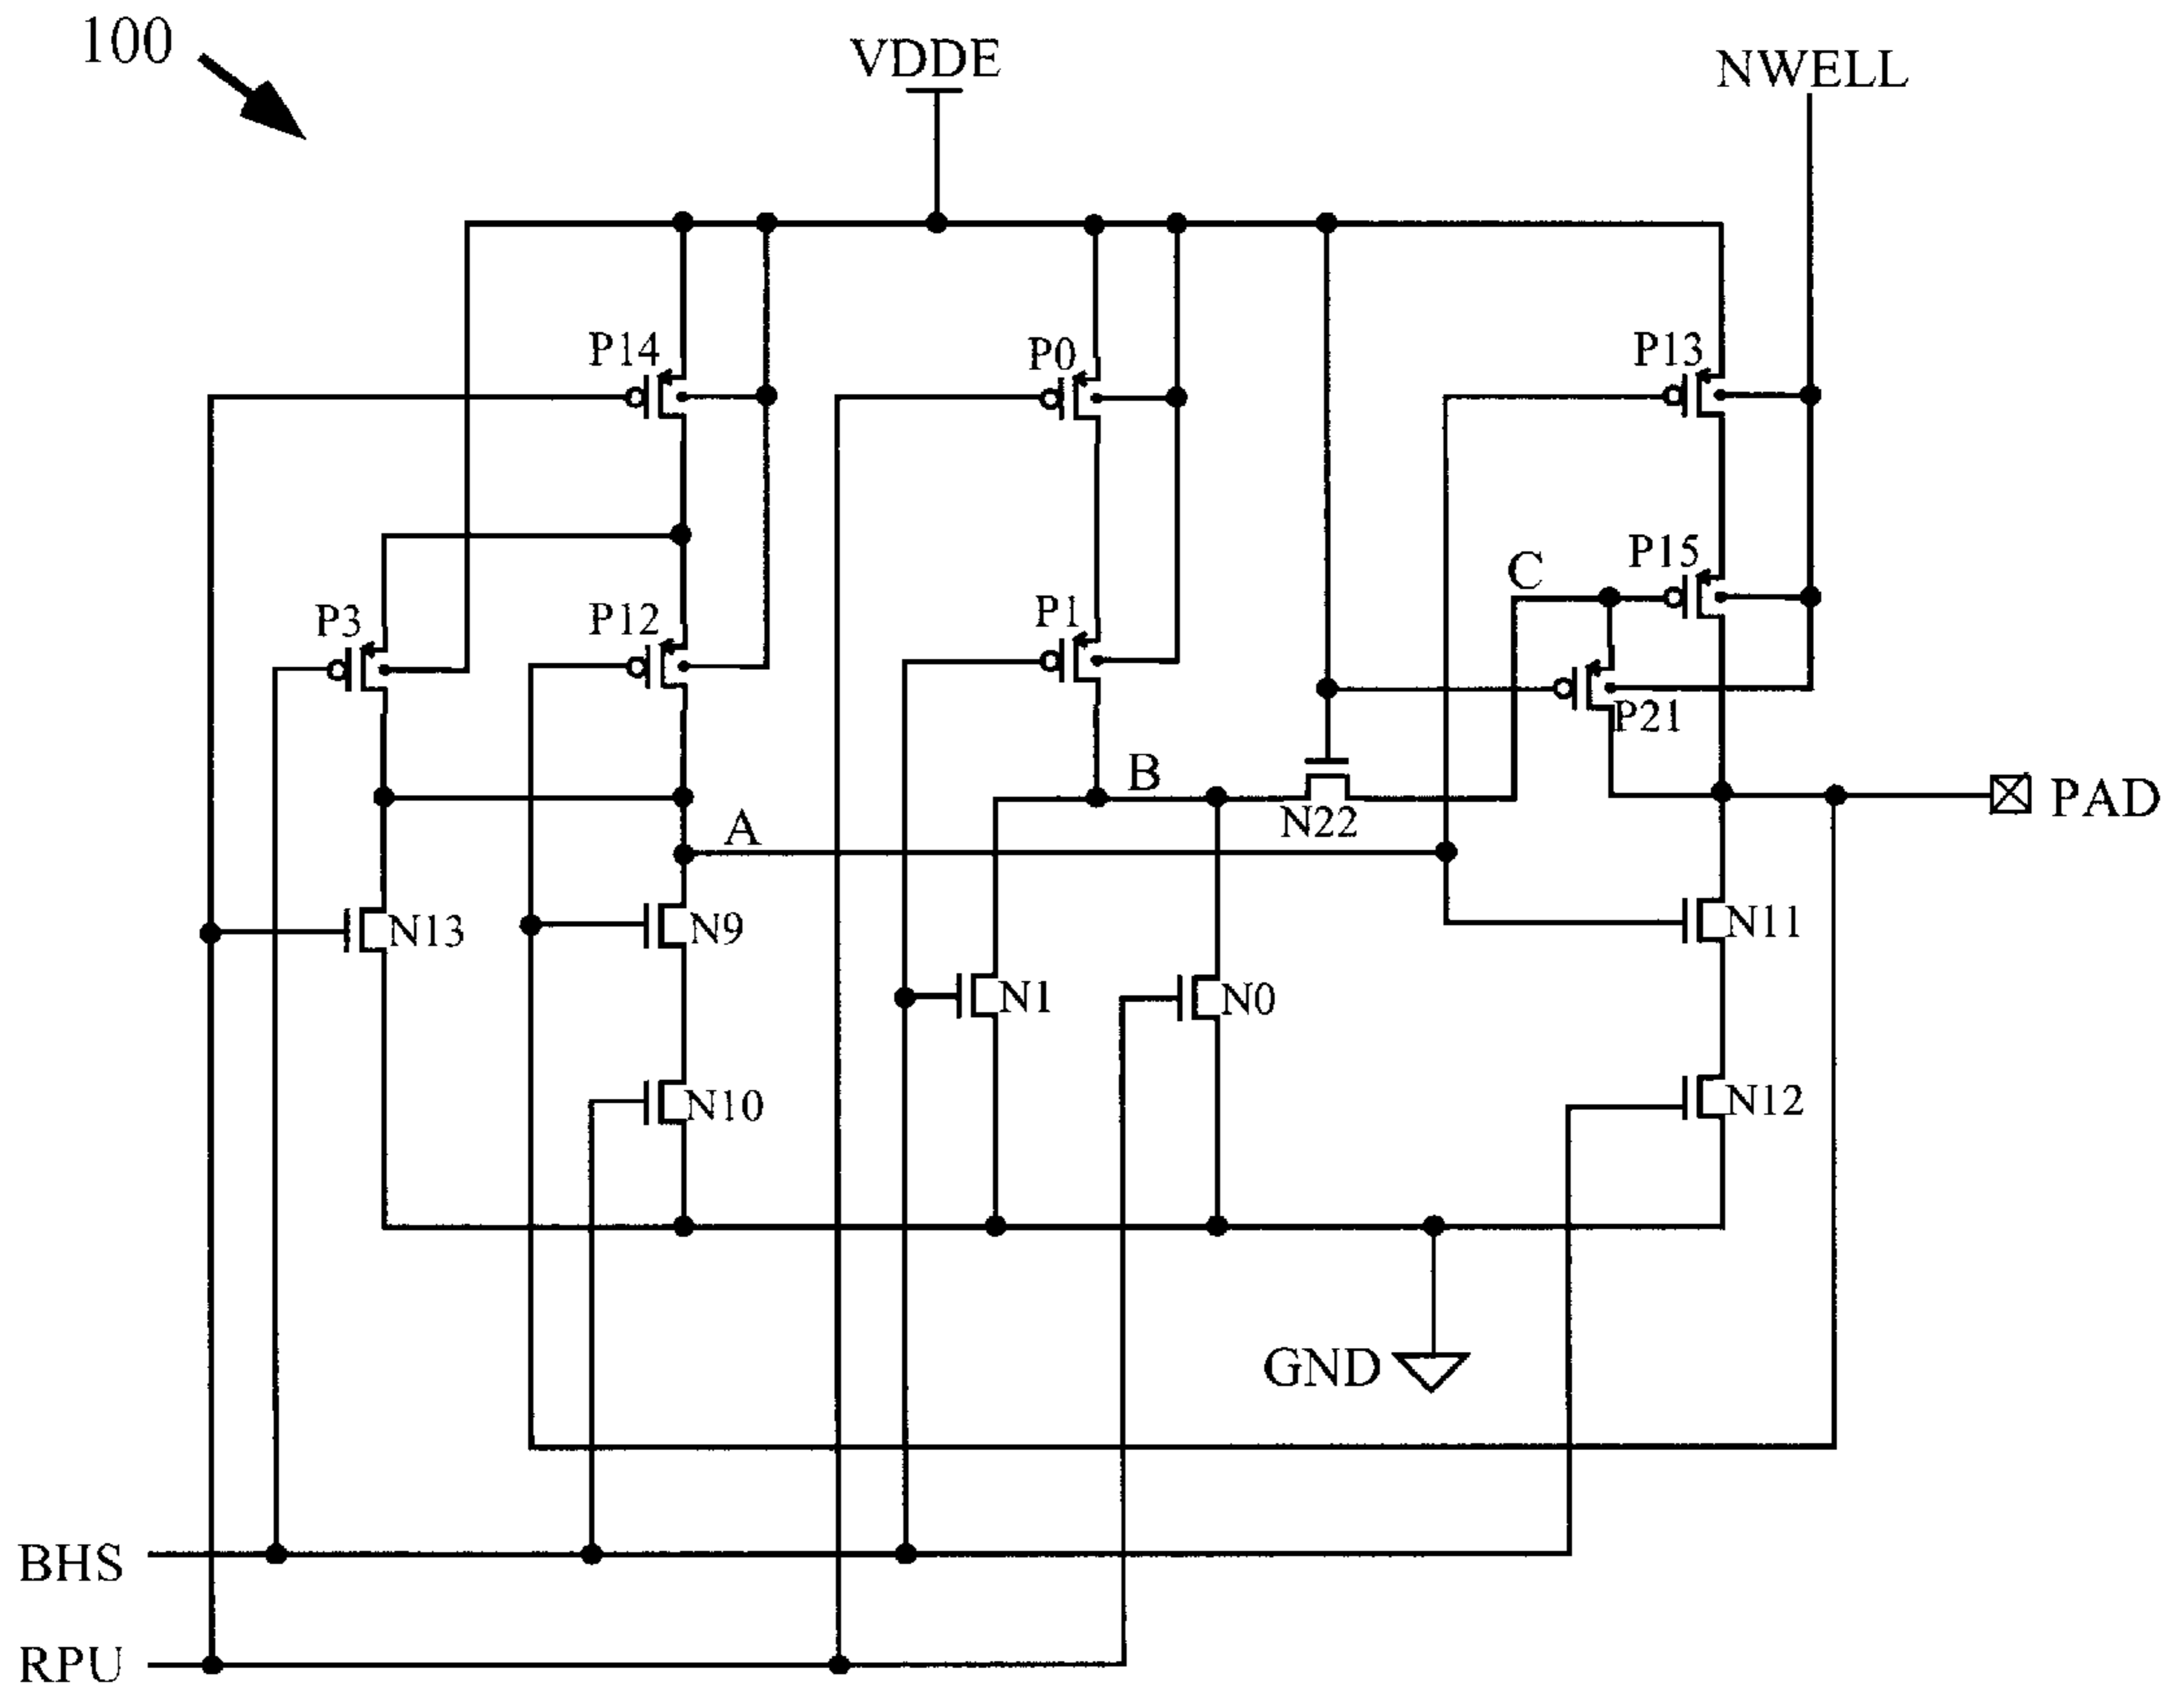 100
VDDE
NWELL
P14
P0
P13
P3
P12
P1
C
P15
P21
B
N22
PAD
A
N13
N9
N1
N0
N11
N10
N12
GND
BHS
RPU